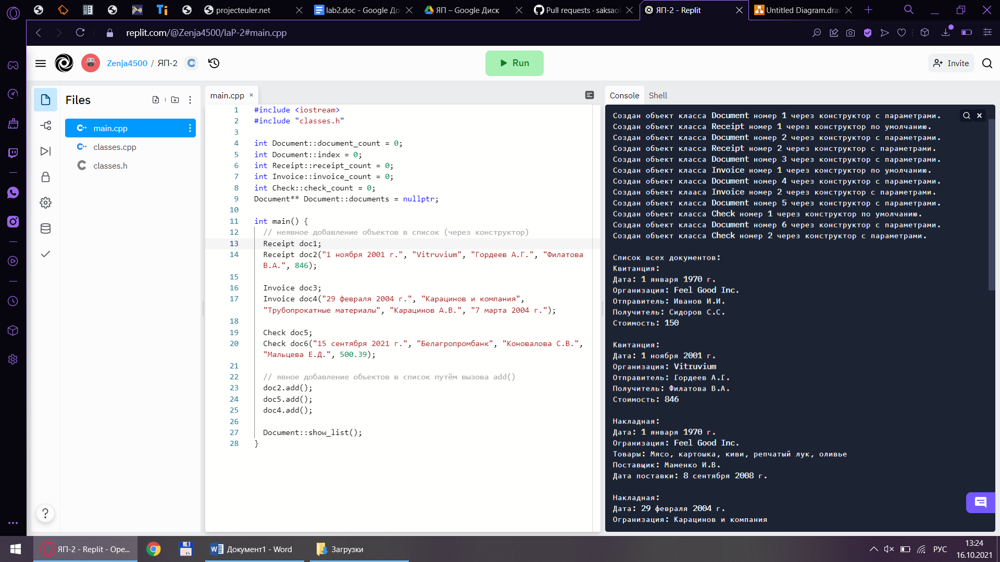 projecteuler.net
lab2.doc - Google До
ЯП – Google Диск
Pull requests · saksao
ЯП-2 - Replit
Untitled Diagram.draw
replit.com/@Zenja4500/IaP-2#main.cpp
Zenja4500 / ЯП-2
Run
Invite
Files
main.cpp
classes.cpp
classes.h
main.cpp
1 #include <iostream>
2 #include "classes.h"
3
4 int Document::document_count = 0;
5 int Document::index = 0;
6 int Receipt::receipt_count = 0;
7 int Invoice::invoice_count = 0;
8 int Check::check_count = 0;
9 Document** Document::documents = nullptr;
10
11 int main() {
12 // неявное добавление объектов в список (через конструктор)
13 Receipt doc1;
14 Receipt doc2("1 ноября 2001 г.", "Vitruvium", "Гордеев А.Г.", "Филатова
В.А.", 846);
15
16 Invoice doc3;
17 Invoice doc4("29 февраля 2004 г.", "Карацинов и компания",
"Трубопрокатные материалы", "Карацинов А.В.", "7 марта 2004 г.");
18
19 Check doc5;
20 Check doc6("15 сентября 2021 г.", "Белагропромбанк", "Коновалова С.В.",
"Мальцева Е.Д.", 500.39);
21
22 // явное добавление объектов в список путём вызова add()
23 doc2.add();
24 doc5.add();
25 doc4.add();
26
27 Document::show_list();
28 }
Console Shell
Создан объект класса Document номер 1 через конструктор с параметрами.
Создан объект класса Receipt номер 1 через конструктор по умолчанию.
Создан объект класса Document номер 2 через конструктор с параметрами.
Создан объект класса Receipt номер 2 через конструктор с параметрами.
Создан объект класса Document номер 3 через конструктор с параметрами.
Создан объект класса Invoice номер 1 через конструктор по умолчанию.
Создан объект класса Document номер 4 через конструктор с параметрами.
Создан объект клааса Invoice номер 2 через конструктор с параметрами.
Создан объект класса Document номер 5 через конструктор с параметрами.
Создан объект класса Check номер 1 через конструктор по умолчанию.
Создан объект класса Document номер 6 через конструктор с параметрами.
Создан объект класса Check номер 2 через конструктор с параметрами.
Список всех документов:
Квитанция:
Дата: 1 января 1970 г.
Организация: Feel Good Inc.
Отправитель: Иванов И.И.
Получитель: Сидоров С.С.
Стоимость: 150
Квитанция:
Дата: 1 ноября 2001 г.
Организация: Vitruvium
Отправитель: Гордеев А.Г.
Получитель: Филатова В.А.
Стоимость: 846
Накладная:
Дата: 1 января 1970 г.
Огранизация: Feel Good Inc.
Товары: Мясо, картошка, киви, репчатый лук, оливье
Поставщик: Маменко И.В.
Дата поставки: 8 сентября 2008 г.
Накладная:
Дата: 29 февраля 2004 г.
Огранизация: Карацинов и компания
ЯП-2 - Replit - Ope...
Документ1 - Word
Загрузки
РУС
13:24
16.10.2021